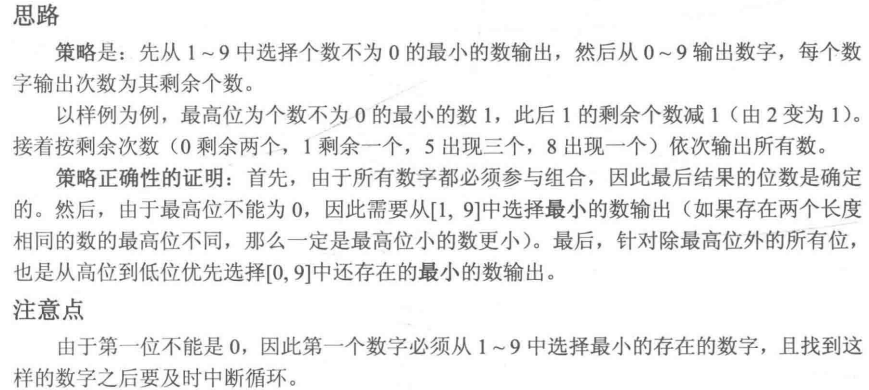 思路
策略是：先从 1～9 中选择个数不为 0 的最小的数输出，然后从 0～9 输出数字，每个数
字输出次数为其剩余个数。
以样例为例，最高位为个数不为 0 的最小的数 1，此后 1 的剩余个数减 1（由 2 变为 1）。
接着按剩余次数（0 剩余两个，1 剩余一个，5 出现三个，8 出现一个）依次输出所有数。
策略正确性的证明：首先，由于所有数字都必须参与组合，因此最后结果的位数是确定
的。然后，由于最高位不能为 0，因此需要从[1, 9]中选择最小的数输出（如果存在两个长度
相同的数的最高位不同，那么一定是最高位小的数更小）。最后，针对除最高位外的所有位，
也是从高位到低位优先选择[0, 9]中还存在的最小的数输出。
注意点
由于第一位不能是 0，因此第一个数字必须从 1～9 中选择最小的存在的数字，且找到这
样的数字之后要及时中断循环。